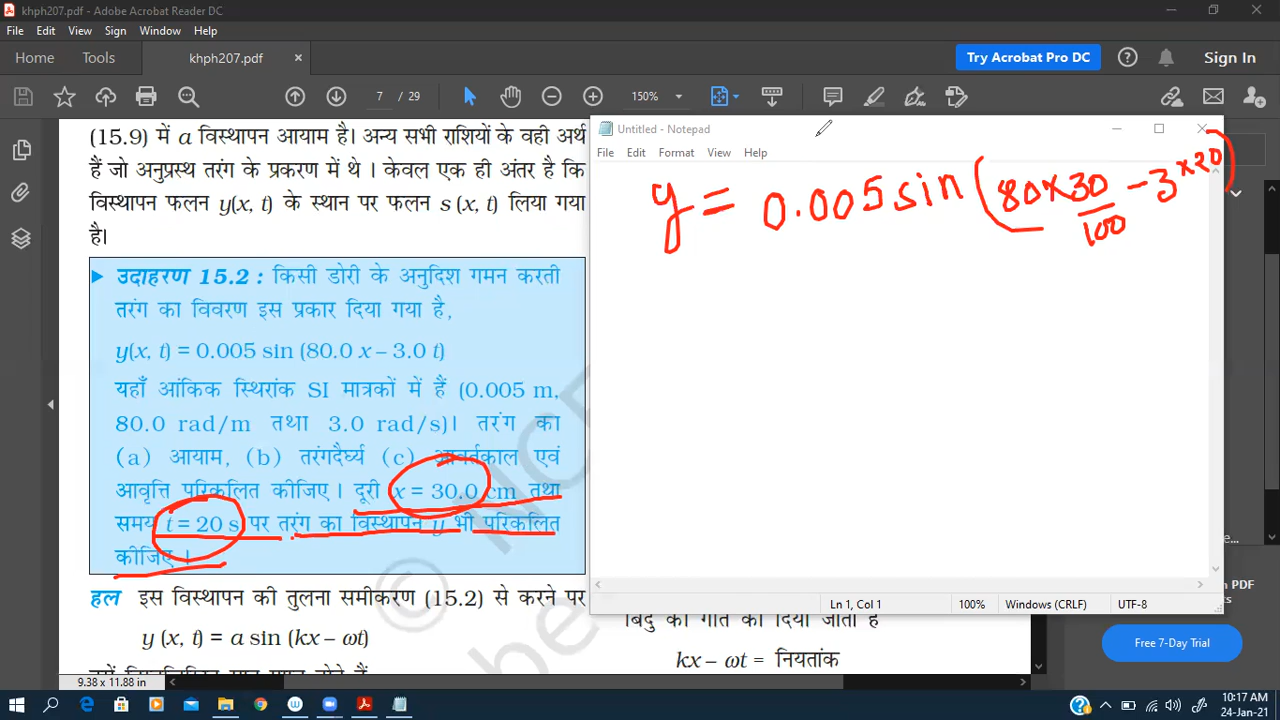 khph207.pdf - Adobe Acrobat Reader DC
File Edit View Sign Window Help
Home Tools khph207.pdf × Try Acrobat Pro DC Sign In
7 / 29 150%
(15.9) में a विस्थापन आयाम है। अन्य सभी राशियों के वही अर्थ
हैं जो अनुप्रस्थ तरंग के प्रकरण में थे । केवल एक ही अंतर है कि
विस्थापन फलन y(x, t) के स्थान पर फलन s (x, t) लिया गया
है।
उदाहरण 15.2 : किसी डोरी के अनुदिश गमन करती
तरंग का विवरण इस प्रकार दिया गया है,
y(x, t) = 0.005 sin (80.0 x – 3.0 t)
यहाँ आंकिक स्थिरांक SI मात्रकों में हैं (0.005 m,
80.0 rad/m तथा 3.0 rad/s)। तरंग का
(a) आयाम, (b) तरंगदैर्घ्य (c) आवर्तकाल एवं
आवृत्ति परिकलित कीजिए। दूरी x = 30.0 cm तथा
समय t = 20 s पर तरंग का विस्थापन y भी परिकलित
कीजिए ।
हल इस विस्थापन की तुलना समीकरण (15.2) से करने पर
y (x, t) = a sin (kx – ωt)
9.38 x 11.88 in
Untitled - Notepad
File Edit Format View Help
y = 0.005 sin (80×30/100 - 3×20)
Ln 1, Col 1 100% Windows (CRLF) UTF-8
kx – ωt = नियतांक
PDF
Free 7-Day Trial
10:17 AM
24-Jan-21